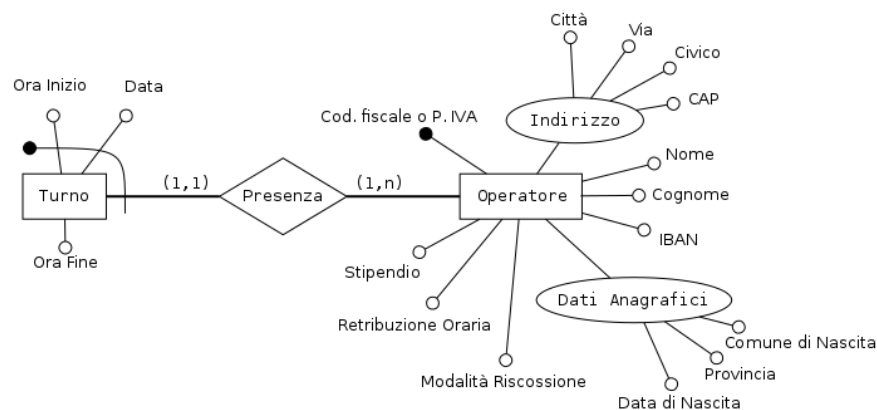 Città
Via
Civico
CAP
Indirizzo
Ora Inizio
Data
Cod. fiscale o P. IVA
Nome
Turno
(1,1)
Presenza
(1,n)
Operatore
Cognome
IBAN
Ora Fine
Stipendio
Dati Anagrafici
Retribuzione Oraria
Comune di Nascita
Provincia
Modalità Riscossione
Data di Nascita